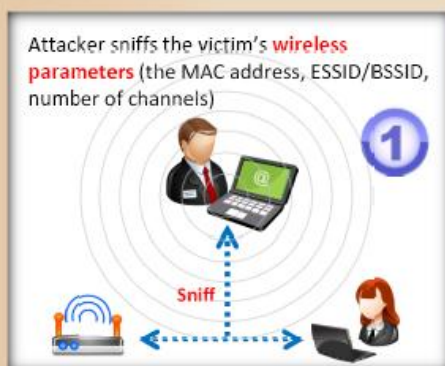 Attacker sniffs the victim's wireless
parameters (the MAC address, ESSID/BSSID,
number of channels)
1
@
Sniff